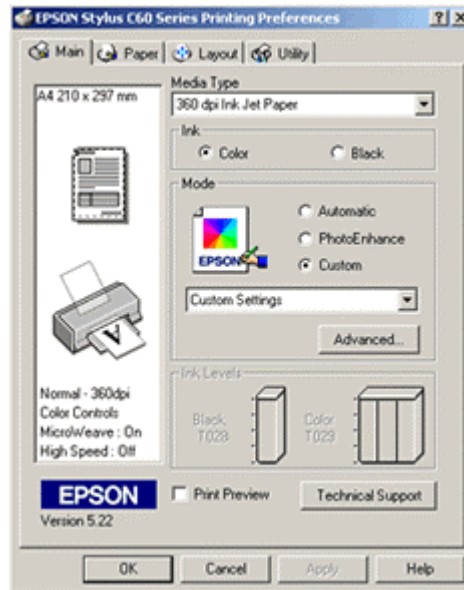 EPSON Stylus C60 Series Printing Preferences
Main Paper Layout Utility
A4 210 x 297 mm
Media Type
360 dpi Ink Jet Paper
Ink
Color Black
Mode
EPSON
Automatic
PhotoEnhance
Custom
Custom Settings
Advanced...
Normal - 360dpi
Color Controls
MicroWeave : On
High Speed : Off
Ink Levels
Black
T028
Color
T029
EPSON
Version 5.22
Print Preview
Technical Support
OK Cancel Apply Help